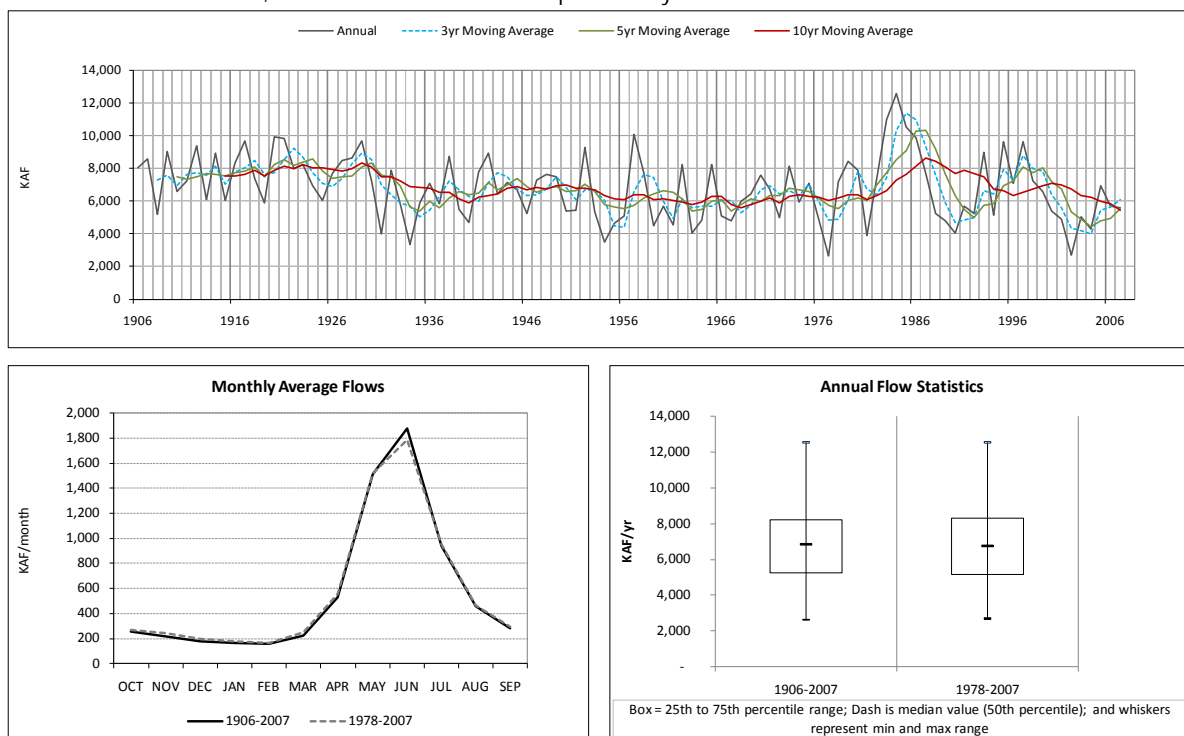 Annual 3yr Moving Average 5yr Moving Average 10yr Moving Average
14,000
12,000
10,000
8,000
6,000
4,000
2,000
0
KAF
1906 1916 1926 1936 1946 1956 1966 1976 1986 1996 2006
Monthly Average Flows
2,000
1,800
1,600
1,400
1,200
1,000
800
600
400
200
0
KAF/month
OCT NOV DEC JAN FEB MAR APR MAY JUN JUL AUG SEP
1906-2007 1978-2007
Annual Flow Statistics
14,000
12,000
10,000
8,000
6,000
4,000
2,000
-
KAF/yr
1906-2007 1978-2007
Box = 25th to 75th percentile range; Dash is median value (50th percentile); and whiskers
represent min and max range